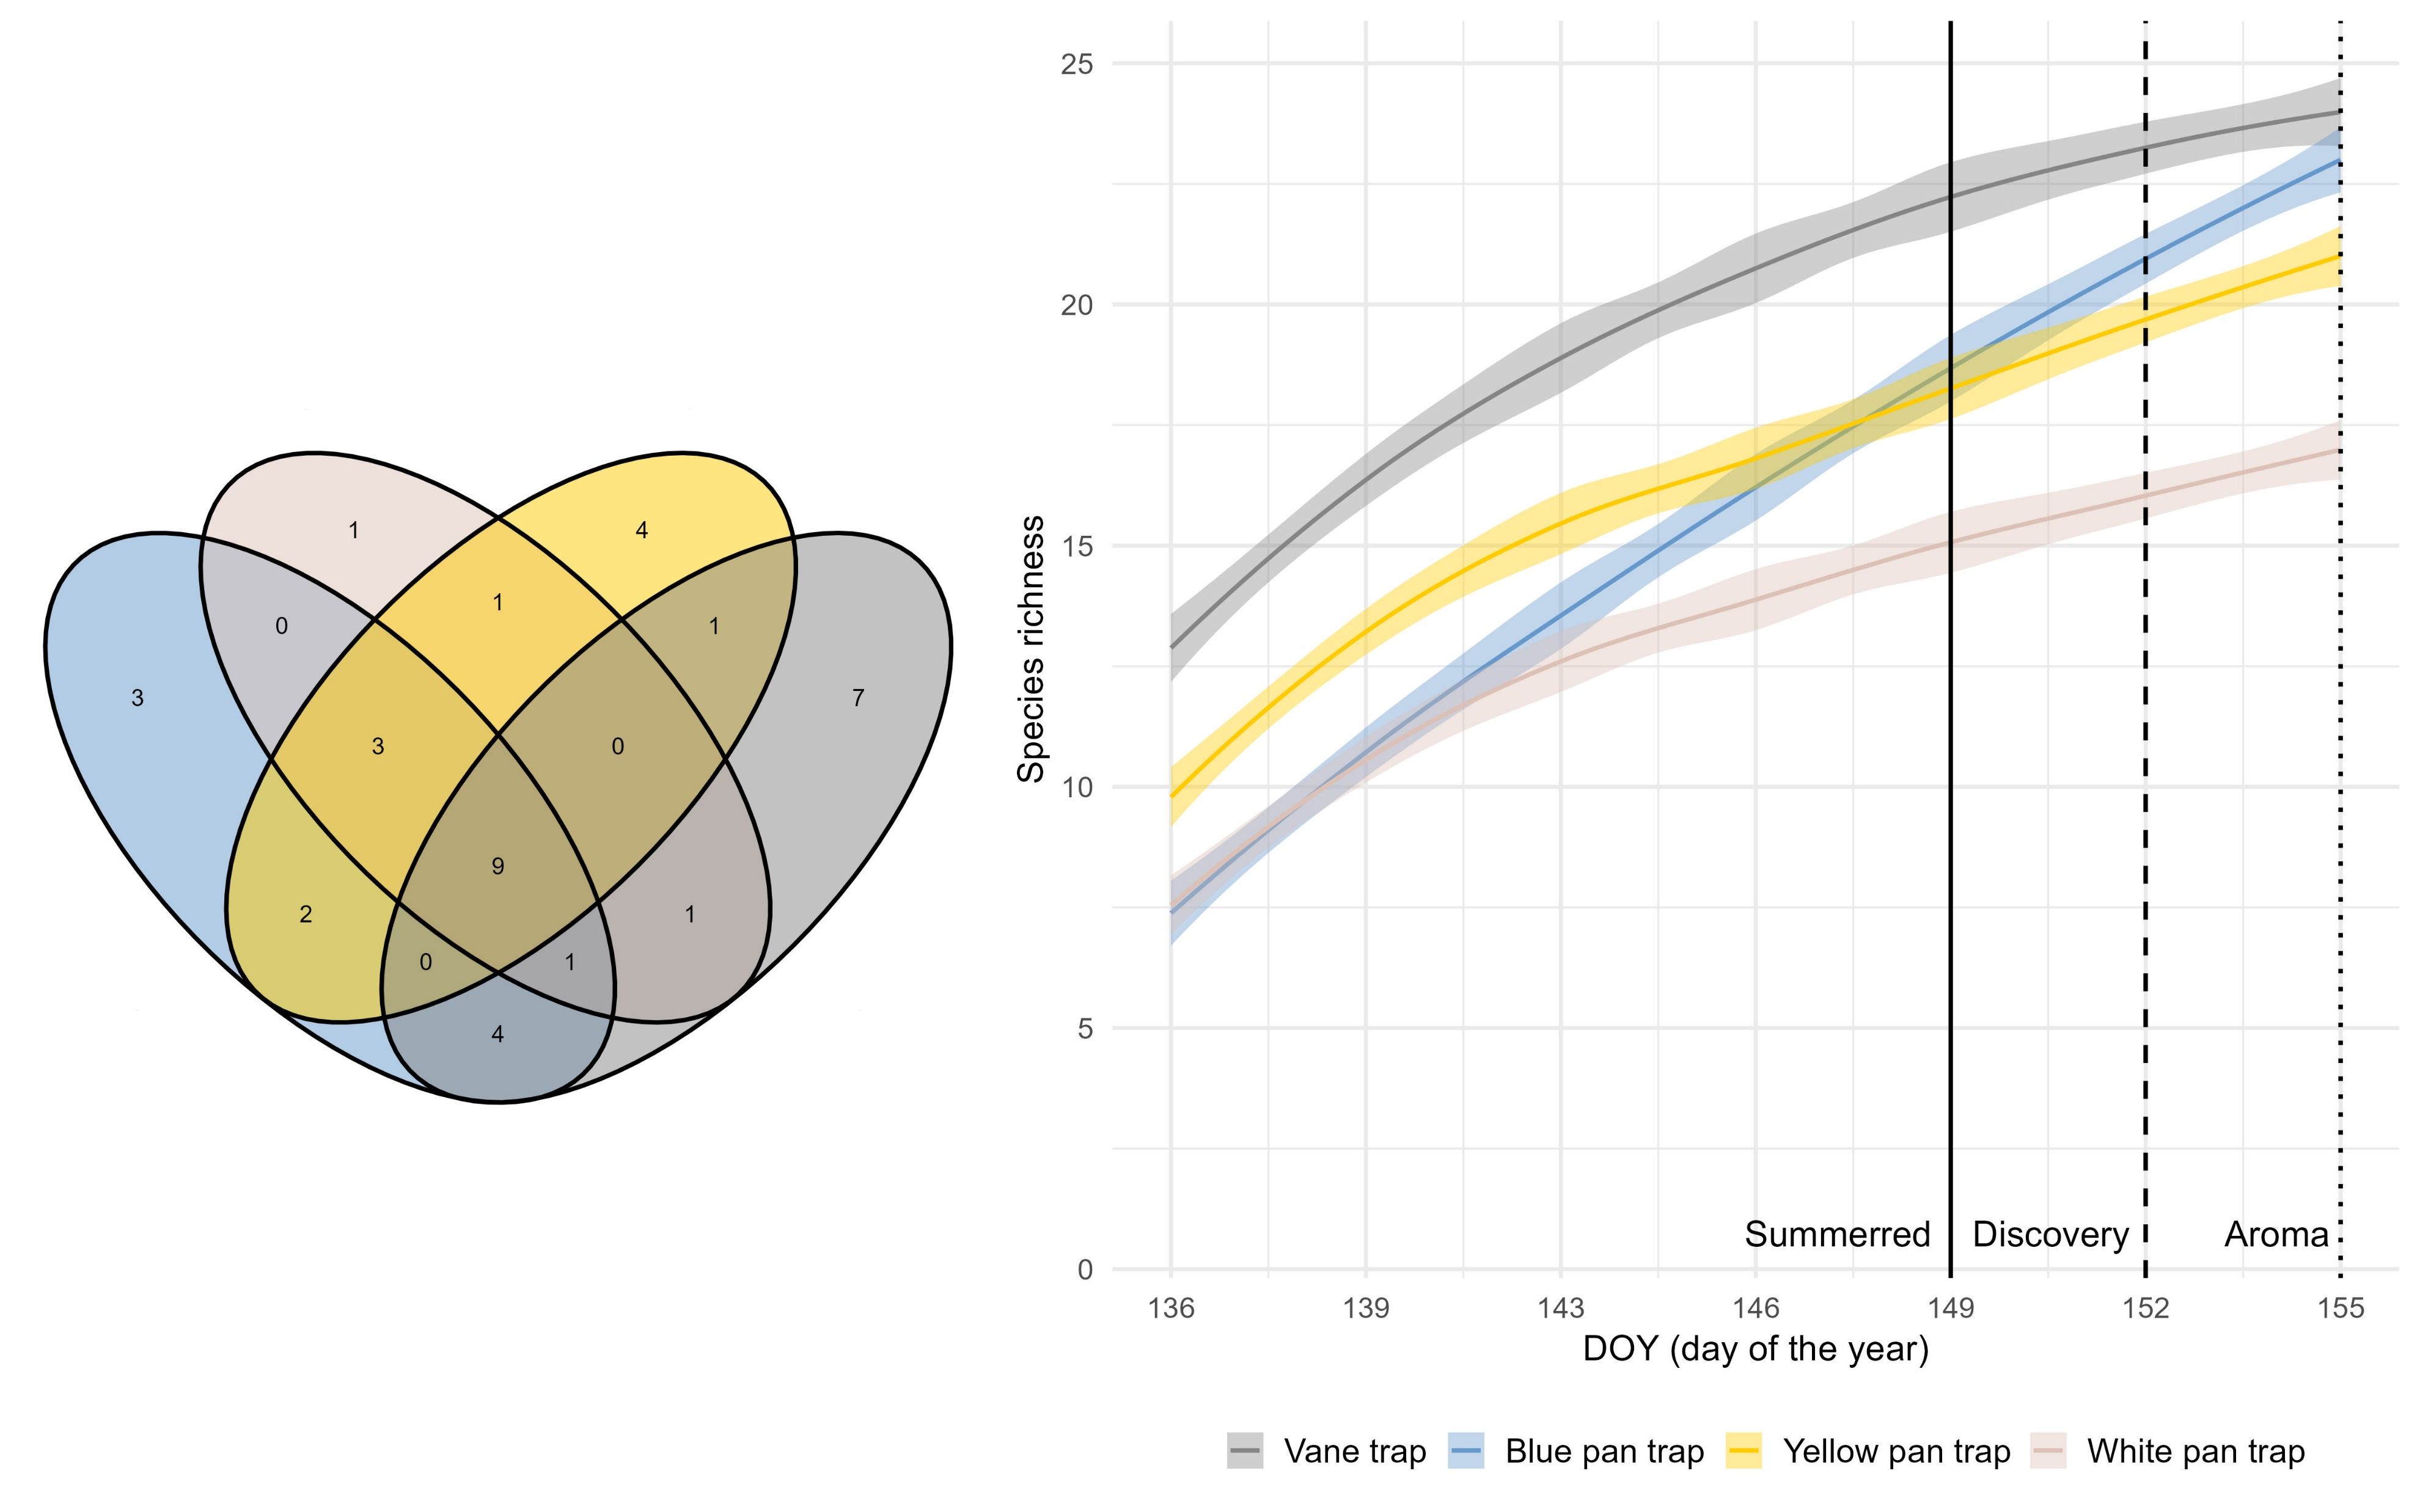 1
4
0
1
1
3
7
3
0
9
2
1
0
1
4
25
20
15
10
5
0
Species richness
Summerred
Discovery
Aroma
136 139 143 146 149 152 155
DOY (day of the year)
Vane trap
Blue pan trap
Yellow pan trap
White pan trap